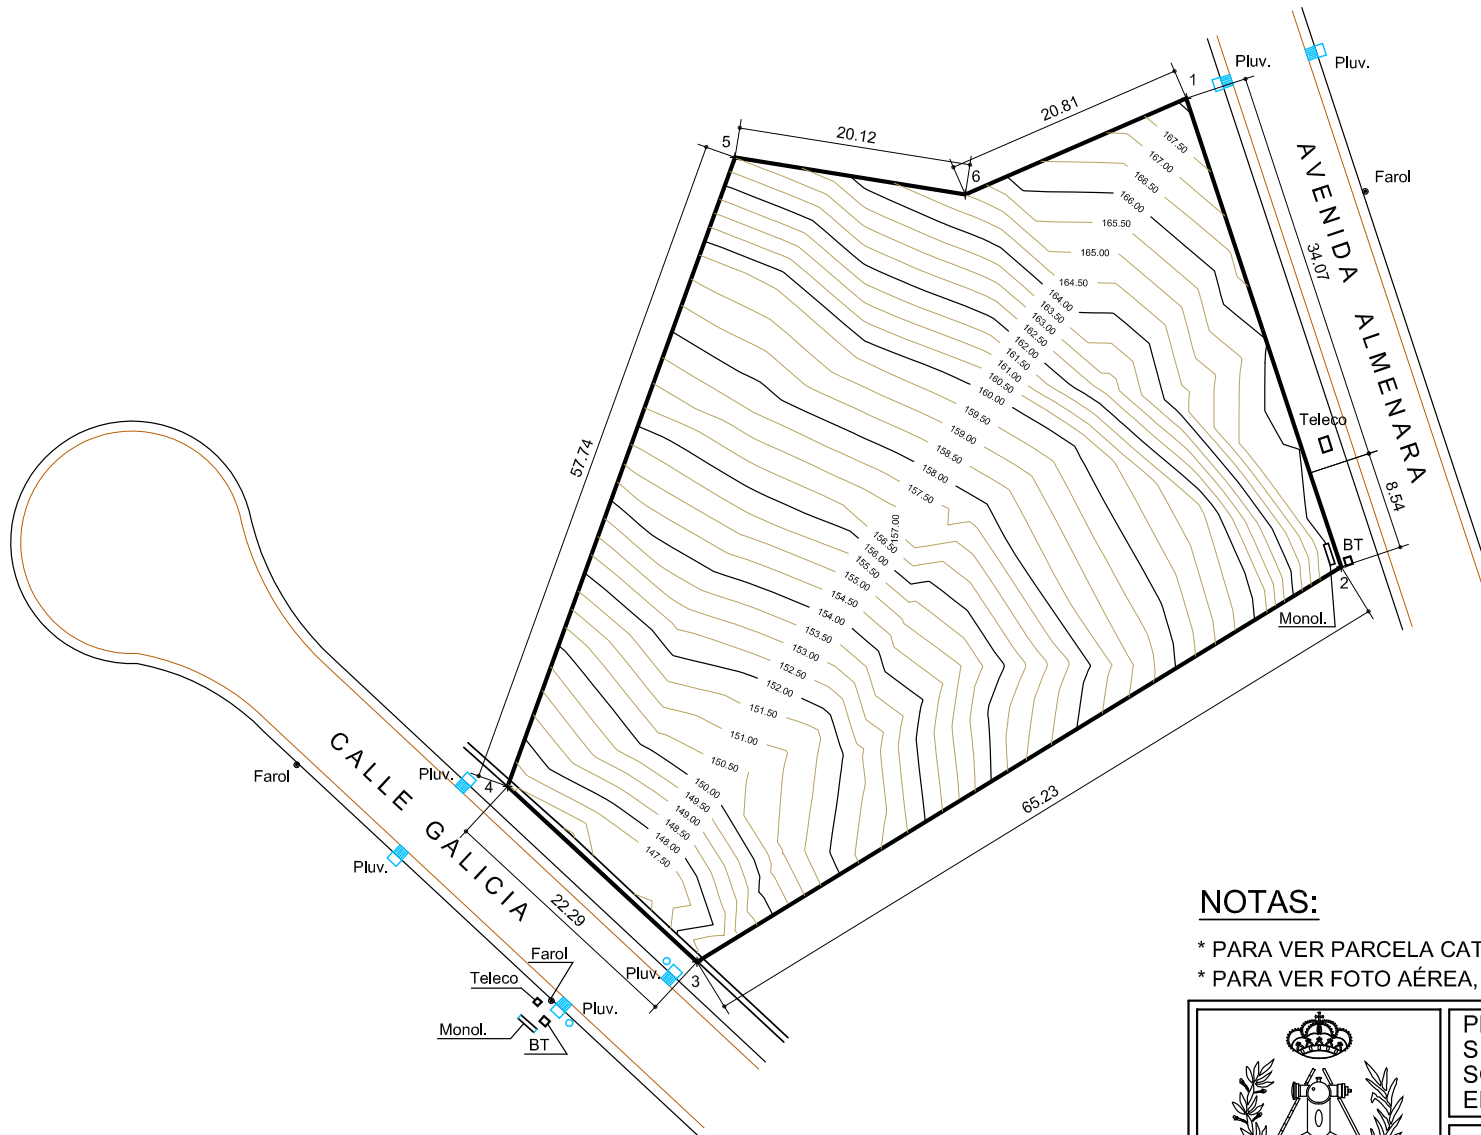 1
Pluv.
Pluv.
20.81
20.12
5
6
Farol
AVENIDA ALMENARA
34.07
167.50
167.00
166.50
166.00
165.50
165.00
164.50
164.00
163.50
163.00
162.50
162.00
161.50
161.00
160.50
160.00
159.50
159.00
158.50
158.00
157.50
157.00
156.50
156.00
155.50
155.00
154.50
154.00
153.50
153.00
152.50
152.00
151.50
151.00
150.50
150.00
149.50
149.00
148.50
148.00
147.50
Teleco
8.54
BT
2
Monol.
57.74
65.23
CALLE GALICIA
Farol
Pluv.
4
Pluv.
22.29
Pluv.
3
Farol
Teleco
Pluv.
Monol.
BT
NOTAS:
* PARA VER PARCELA CAT
* PARA VER FOTO AÉREA,